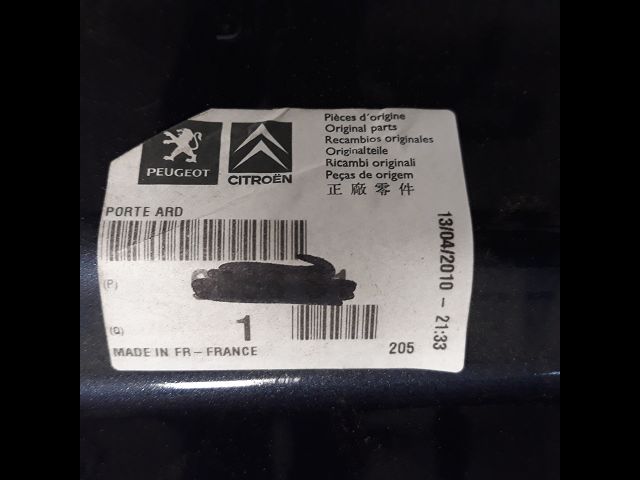 PEUGEOT
CITROËN
Pièces d'origine
Original parts
Recambios originales
Originalteile
Ricambi originali
Peças de origem
正廠零件
PORTE ARD
(P)
(Q)
1
MADE IN FR-FRANCE
205
13/04/2010 - 21:33